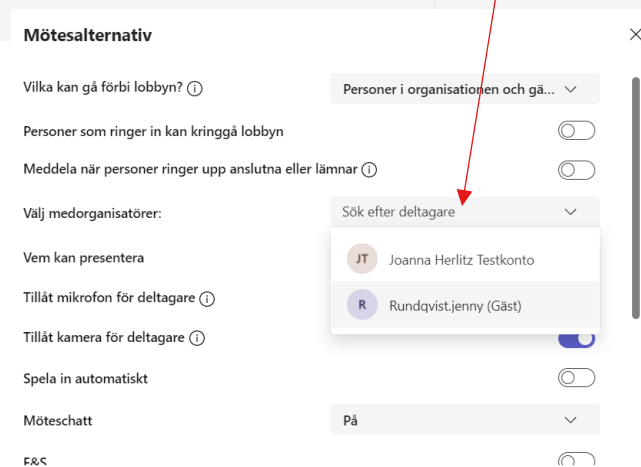 Mötesalternativ
Vilka kan gå förbi lobbyn?
Personer i organisationen och gä...
Personer som ringer in kan kringgå lobbyn
Meddela när personer ringer upp anslutna eller lämnar
Välj medorganisatörer:
Sök efter deltagare
JT Joanna Herlitz Testkonto
R Rundqvist.jenny (Gäst)
Vem kan presentera
Tillåt mikrofon för deltagare
Tillåt kamera för deltagare
Spela in automatiskt
Möteschatt
På
F&S